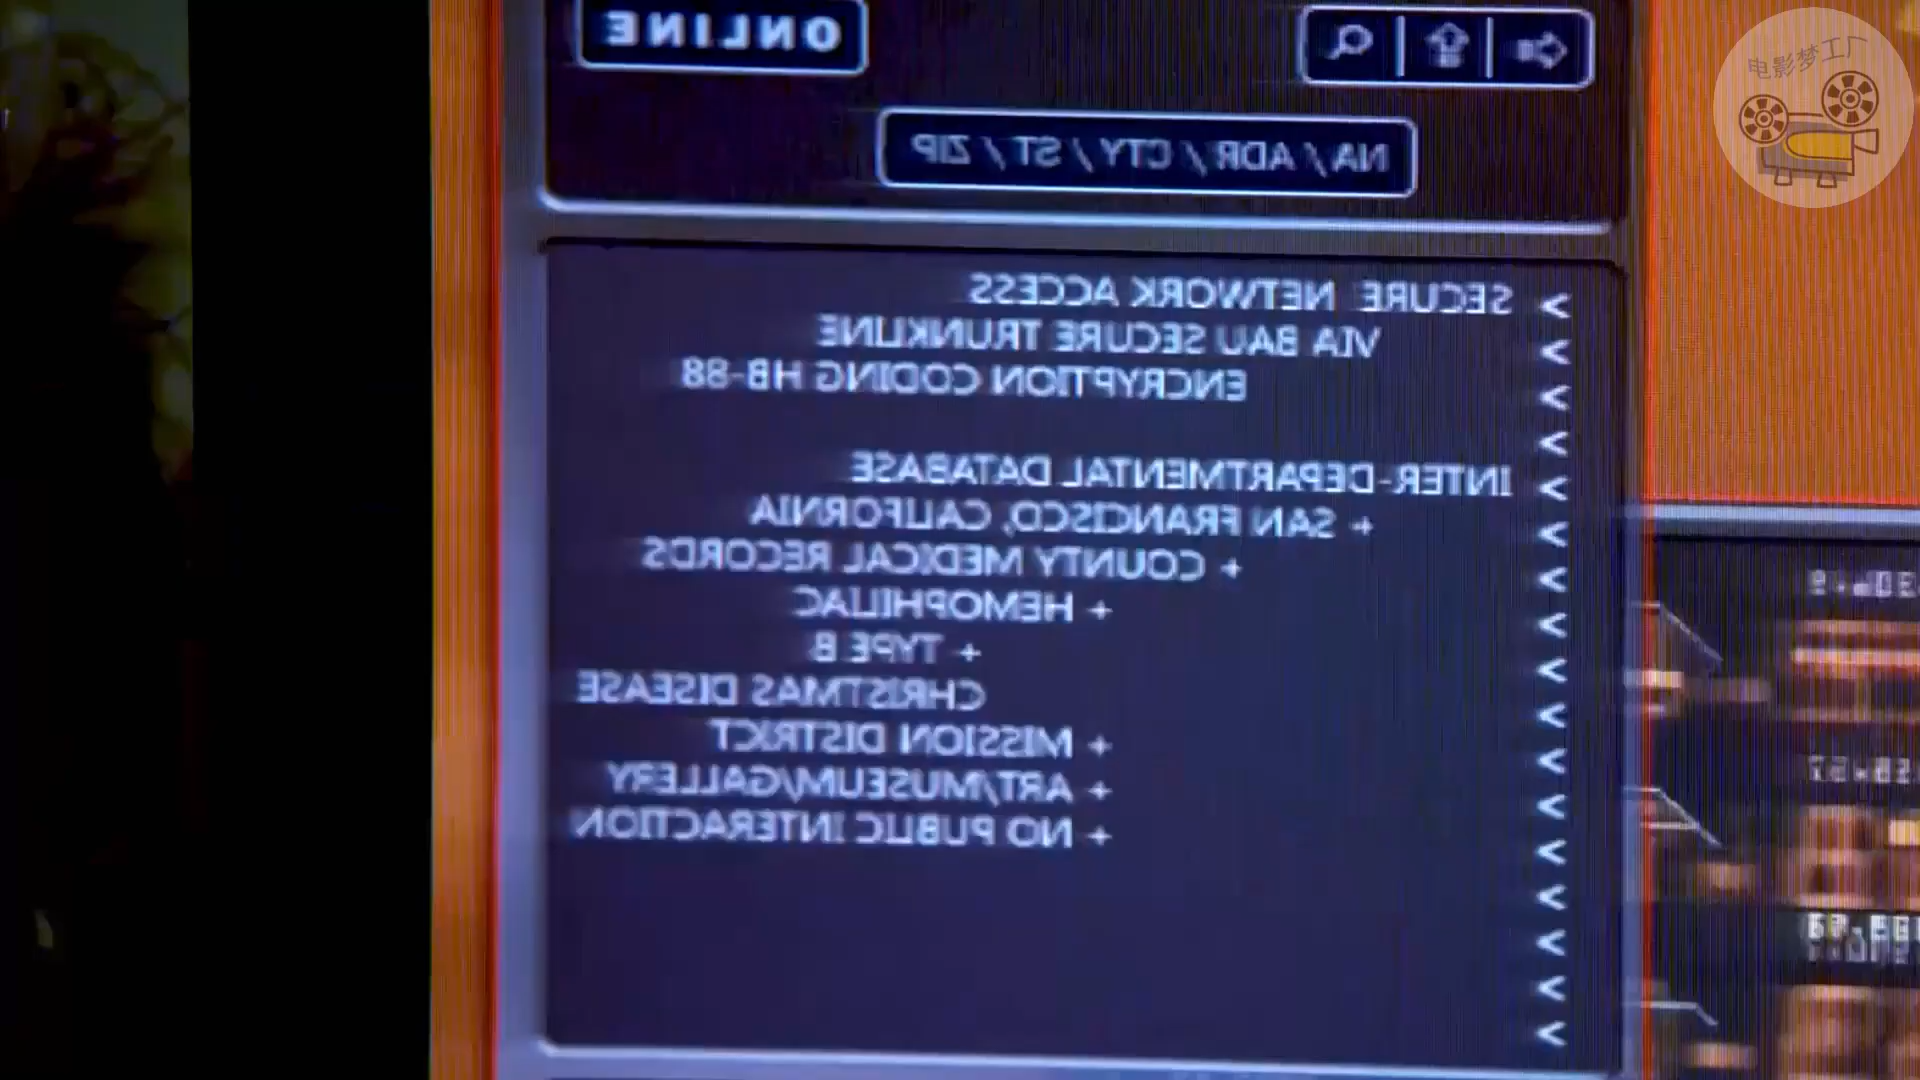 ONLINE
电影梦工厂
NA / ADR / CTY / ST / ZIP
> SECURE NETWORK ACCESS
> VIA BAU SECURE TRUNKLINE
> ENCRYPTION CODING HB-88
>
> INTER-DEPARTMENTAL DATABASE
> + SAN FRANCISCO, CALIFORNIA
> + COUNTY MEDICAL RECORDS
> + HEMOPHILIAC
> + TYPE B
> CHRISTMAS DISEASE
> + MISSION DISTRICT
> + ART/MUSEUM/GALLERY
> + NO PUBLIC INTERACTION
>
>
>
>